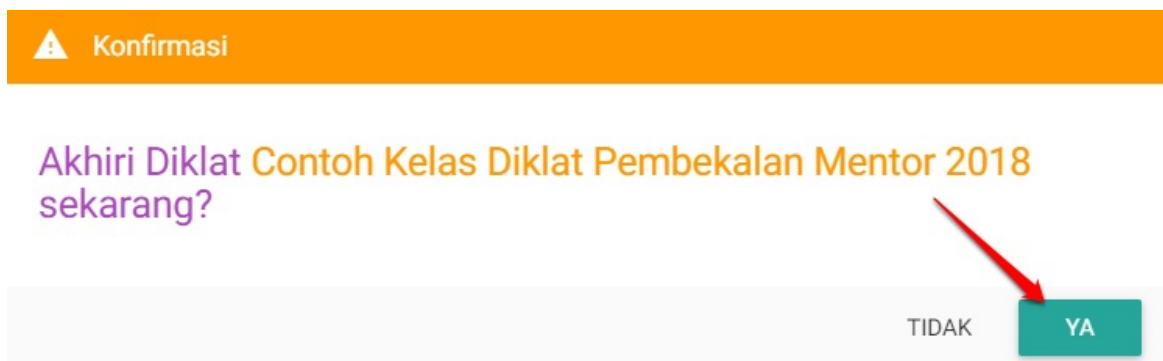 Konfirmasi
Akhiri Diklat Contoh Kelas Diklat Pembekalan Mentor 2018
sekarang?
TIDAK YA